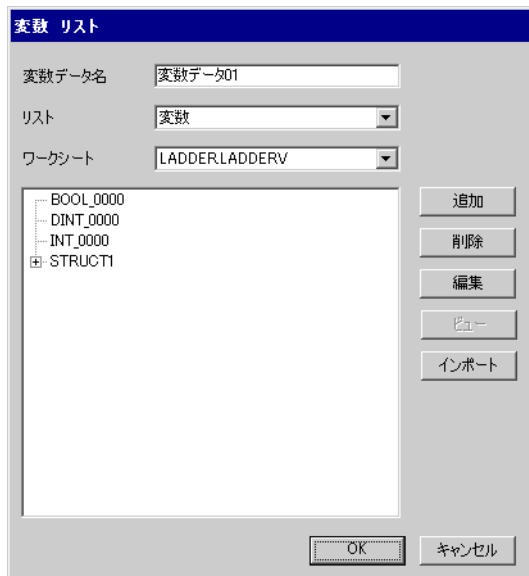 変数 リスト
変数データ名
変数データ01
リスト
変数
ワークシート
LADDER.LADDERV
BOOL_0000
DINT_0000
INT_0000
STRUCT1
追加
削除
編集
ビュー
インポート
OK
キャンセル